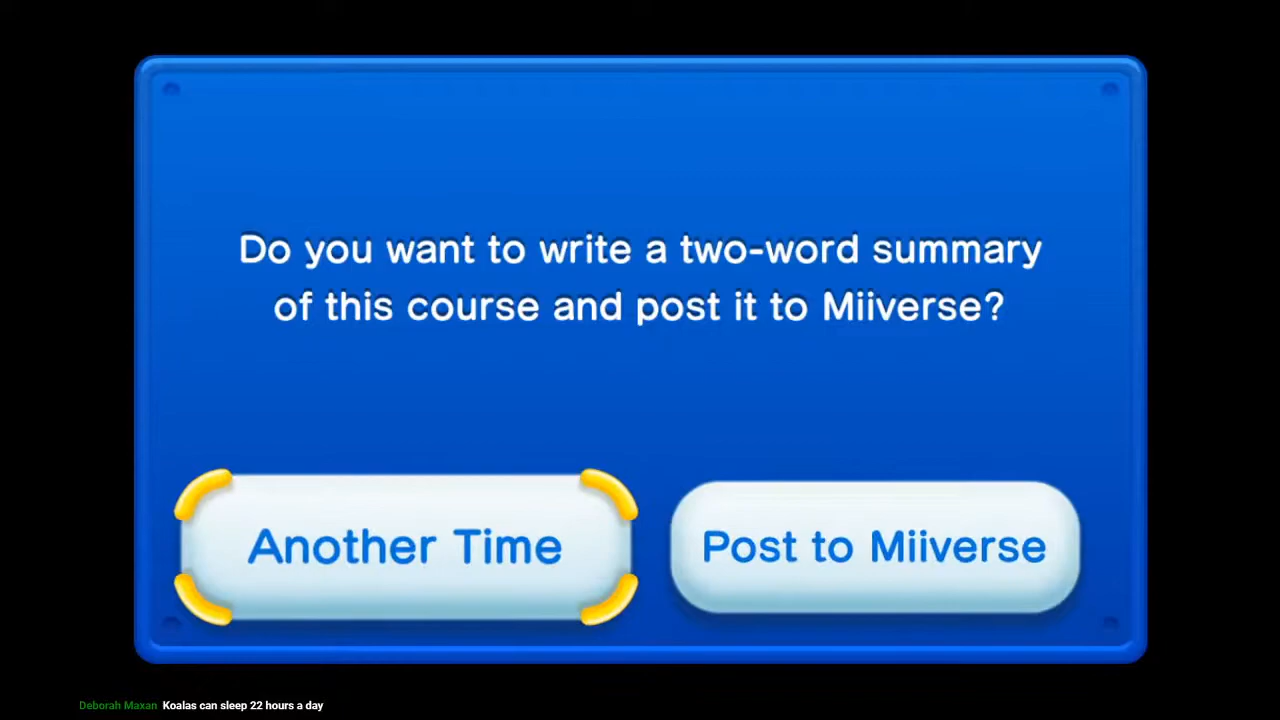 Do you want to write a two-word summary
of this course and post it to Miiverse?
Another Time
Post to Miiverse
Deborah Maxan Koalas can sleep 22 hours a day